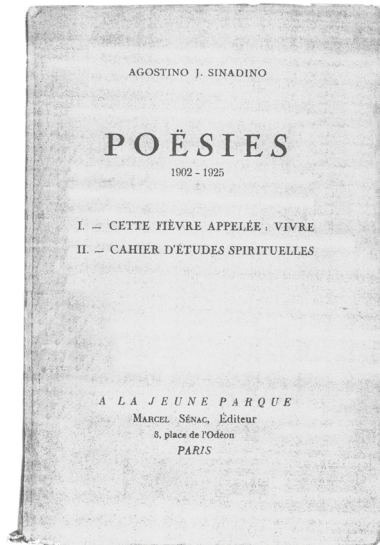 AGOSTINO J. SINADINO
POËSIES
1902 - 1925
I. — CETTE FIÈVRE APPELÉE : VIVRE
II. — CAHIER D'ÉTUDES SPIRITUELLES
A LA JEUNE PARQUE
MARCEL SÉNAC, Éditeur
8, place de l'Odéon
PARIS